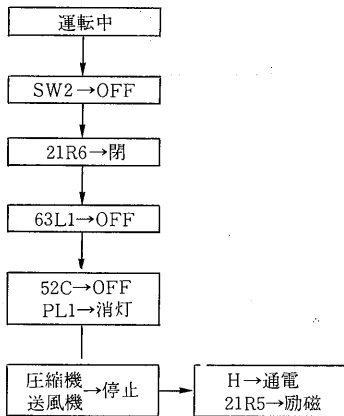 運転中
SW2→OFF
21R6→閉
63L1→OFF
52C→OFF
PL1→消灯
圧縮機
送風機
→停止
H→通電
21R5→励磁